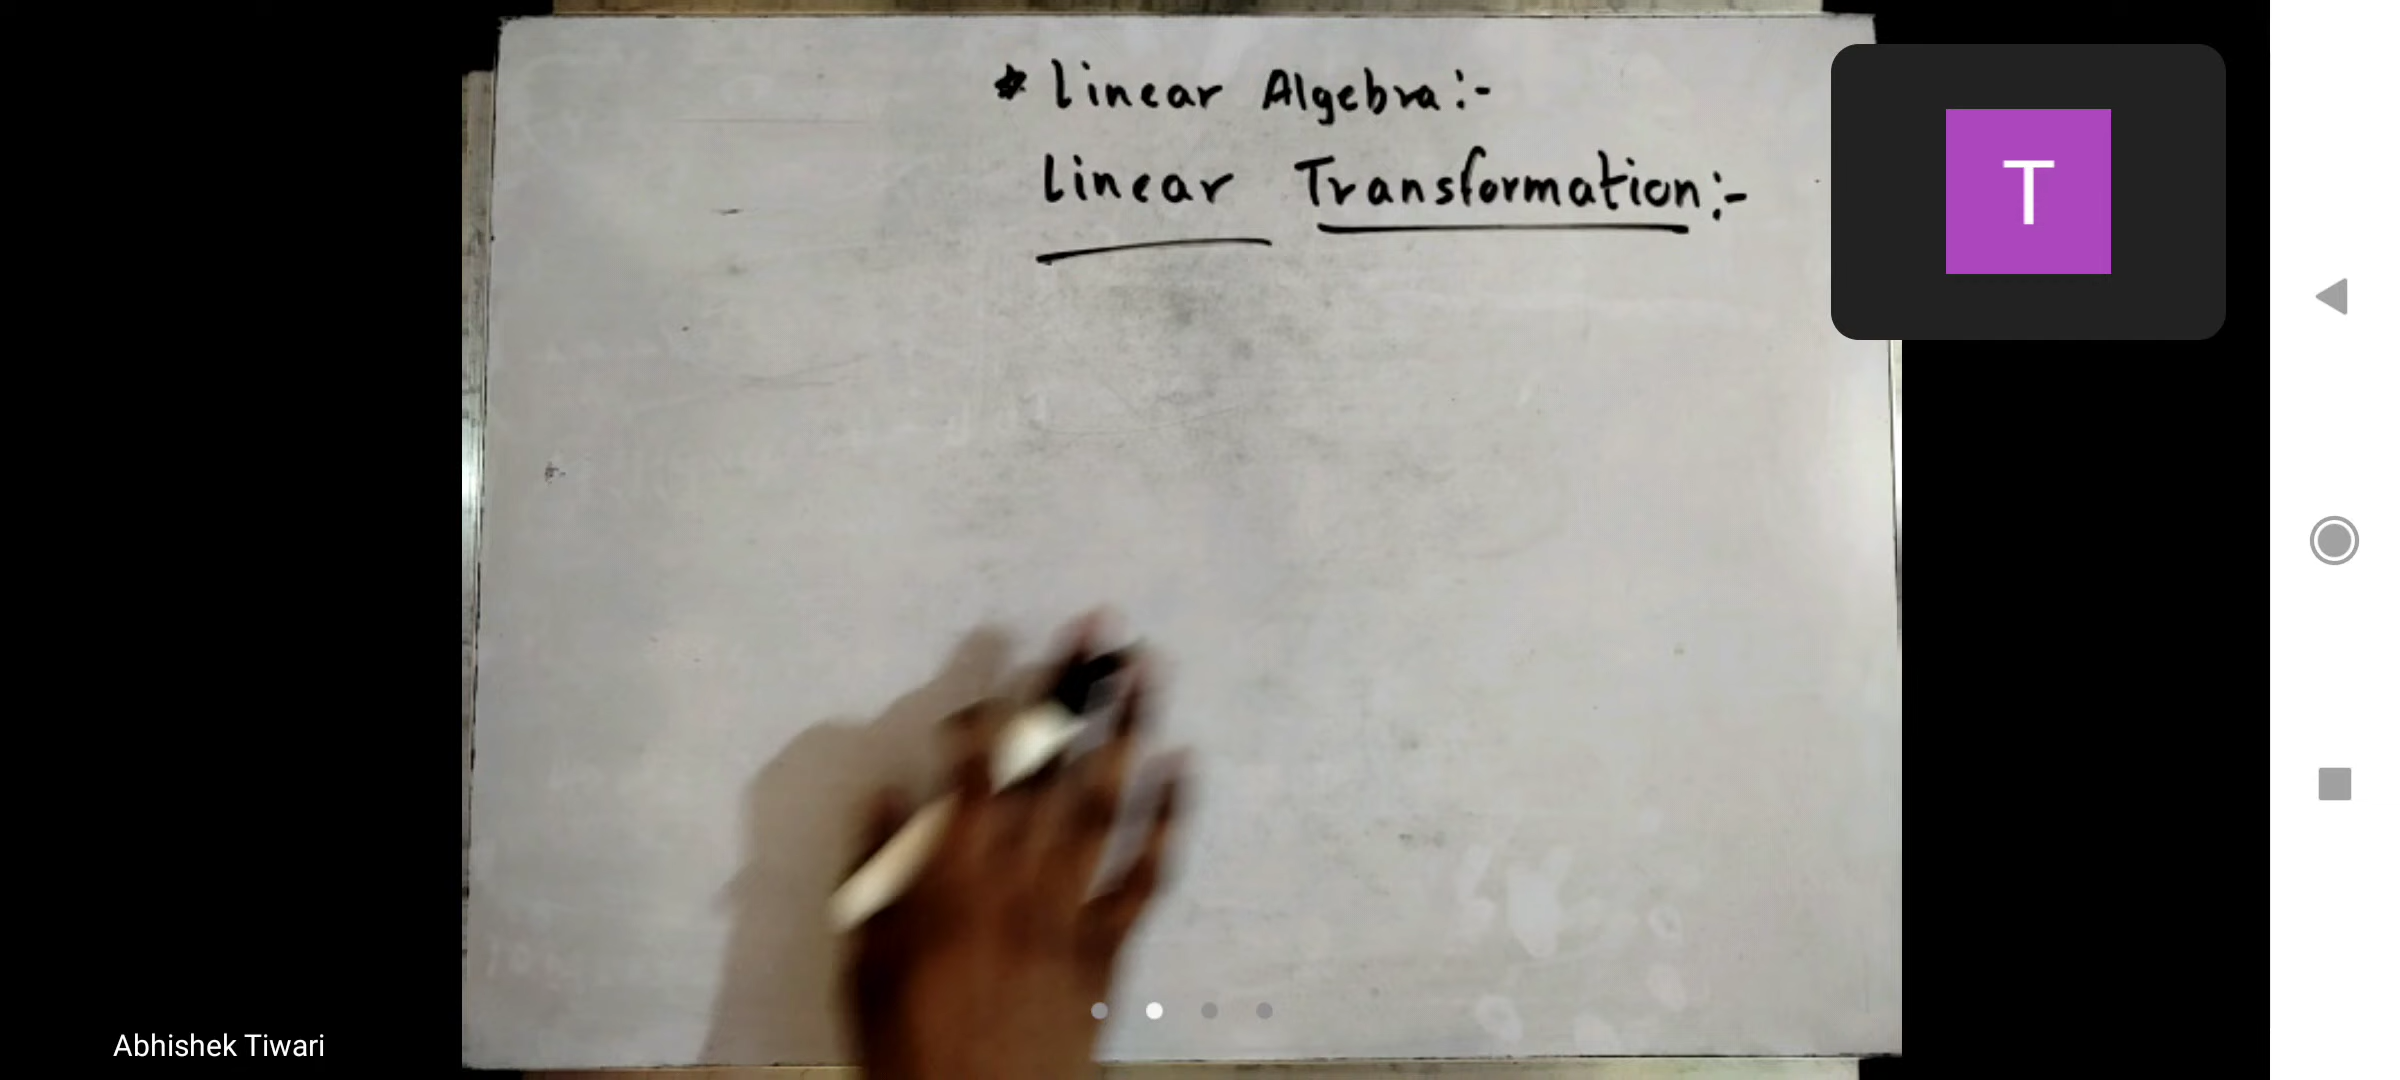 * Linear Algebra:-
Linear Transformation:-
T
Abhishek Tiwari